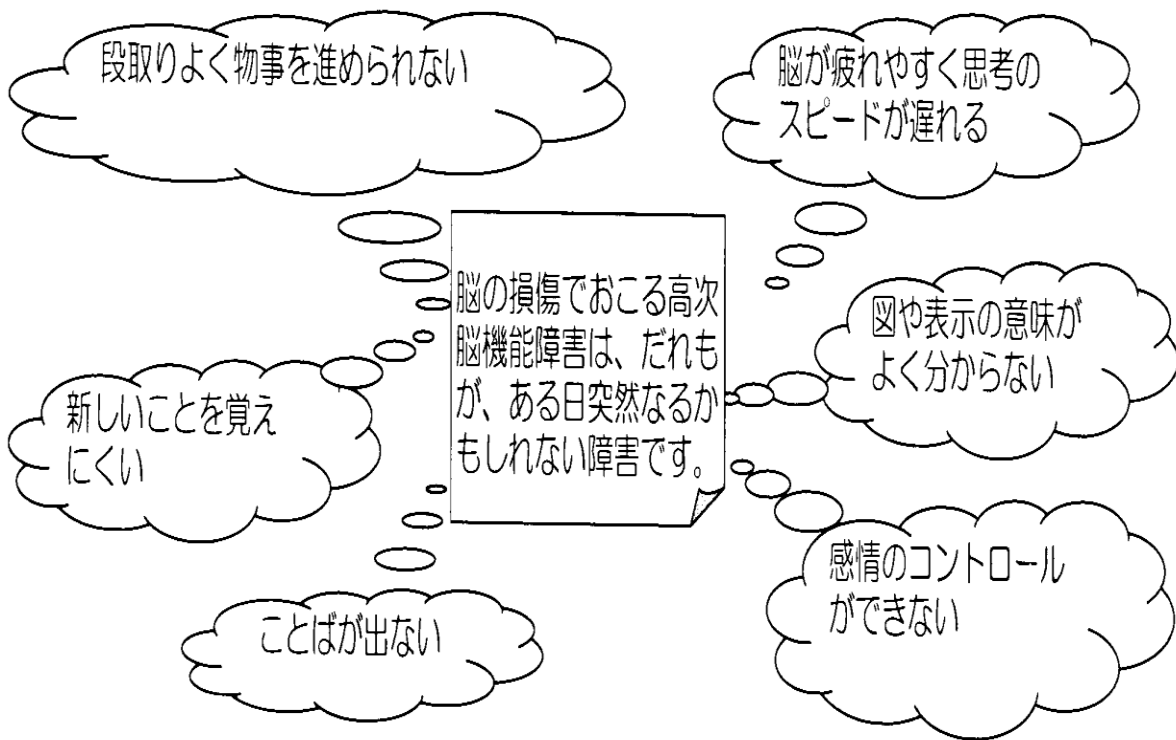 段取りよく物事を進められない
脳が疲れやすく思考の
スピードが遅れる
脳の損傷でおこる高次
脳機能障害は、だれも
が、ある日突然なるか
もしれない障害です。
図や表示の意味が
よく分からない
新しいことを覚え
にくい
感情のコントロール
ができない
ことばが出ない